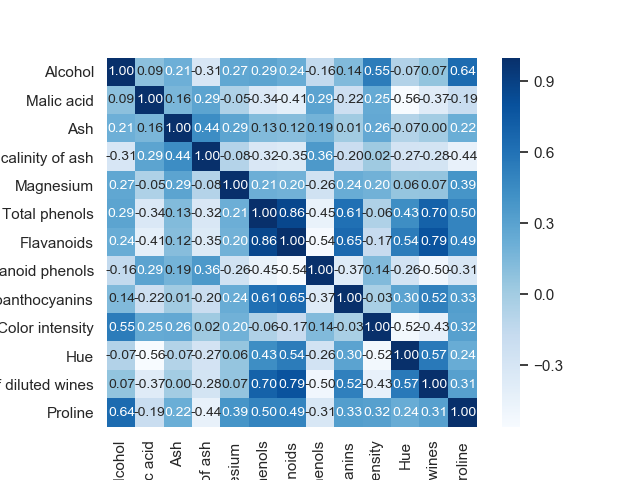 Alcohol 1.00 0.09 0.21 -0.31 0.27 0.29 0.24 -0.16 0.14 0.55 -0.07 0.07 0.64
Malic acid 0.09 1.00 0.16 0.29 -0.05 -0.34 -0.41 0.29 -0.22 0.25 -0.56 -0.37 -0.19
Ash 0.21 0.16 1.00 0.44 0.29 0.13 0.12 0.19 0.01 0.26 -0.07 0.00 0.22
calinity of ash -0.31 0.29 0.44 1.00 -0.08 -0.32 -0.35 0.36 -0.20 0.02 -0.27 -0.28 -0.44
Magnesium 0.27 -0.05 0.29 -0.08 1.00 0.21 0.20 -0.26 0.24 0.20 0.06 0.07 0.39
Total phenols 0.29 -0.34 0.13 -0.32 0.21 1.00 0.86 -0.45 0.61 -0.06 0.43 0.70 0.50
Flavanoids 0.24 -0.41 0.12 -0.35 0.20 0.86 1.00 -0.54 0.65 -0.17 0.54 0.79 0.49
anoid phenols -0.16 0.29 0.19 0.36 -0.26 -0.45 -0.54 1.00 -0.37 0.14 -0.26 -0.50 -0.31
oanthocyanins 0.14 -0.22 0.01 -0.20 0.24 0.61 0.65 -0.37 1.00 -0.03 0.30 0.52 0.33
Color intensity 0.55 0.25 0.26 0.02 0.20 -0.06 -0.17 0.14 -0.03 1.00 -0.52 -0.43 0.32
Hue -0.07 -0.56 -0.07 -0.27 0.06 0.43 0.54 -0.26 0.30 -0.52 1.00 0.57 0.24
f diluted wines 0.07 -0.37 0.00 -0.28 0.07 0.70 0.79 -0.50 0.52 -0.43 0.57 1.00 0.31
Proline 0.64 -0.19 0.22 -0.44 0.39 0.50 0.49 -0.31 0.33 0.32 0.24 0.31 1.00
lcohol
c acid
Ash
of ash
esium
henols
noids
henols
anins
ensity
Hue
wines
roline
0.9
0.6
0.3
0.0
−0.3